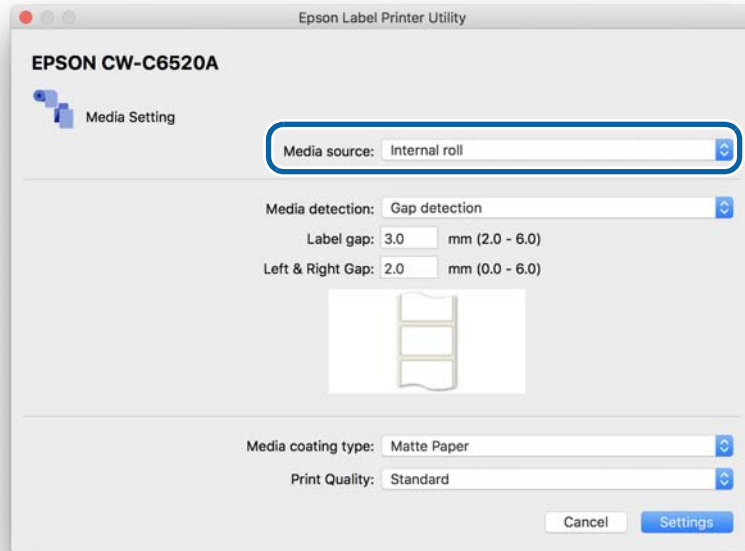 Epson Label Printer Utility
EPSON CW-C6520A
Media Setting
Media source: Internal roll
Media detection: Gap detection
Label gap: 3.0 mm (2.0 - 6.0)
Left & Right Gap: 2.0 mm (0.0 - 6.0)
Media coating type: Matte Paper
Print Quality: Standard
Cancel Settings